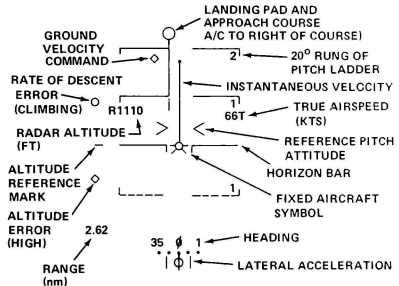 LANDING PAD AND
APPROACH COURSE
A/C TO RIGHT OF COURSE)
GROUND
VELOCITY
COMMAND
2
20° RUNG OF
PITCH LADDER
INSTANTANEOUS VELGCITY
RATE OF DESCENT
ERROR
(CLIMBING)
R1110
1
66T
TRUE AIRSPEED
(KTS)
RADAR ALTITUDE
(FT)
REFERENCE PITCH
ATTITUDE
HORIZON BAR
ALTITUDE
REFERENCE
MARK
1
FIXED AIRCRAFT
SYMBOL
ALTITUDE
ERROR
(HIGH)
2.62
35 0 1
HEADING
LATERAL ACCELERATION
RANGE
(nm)